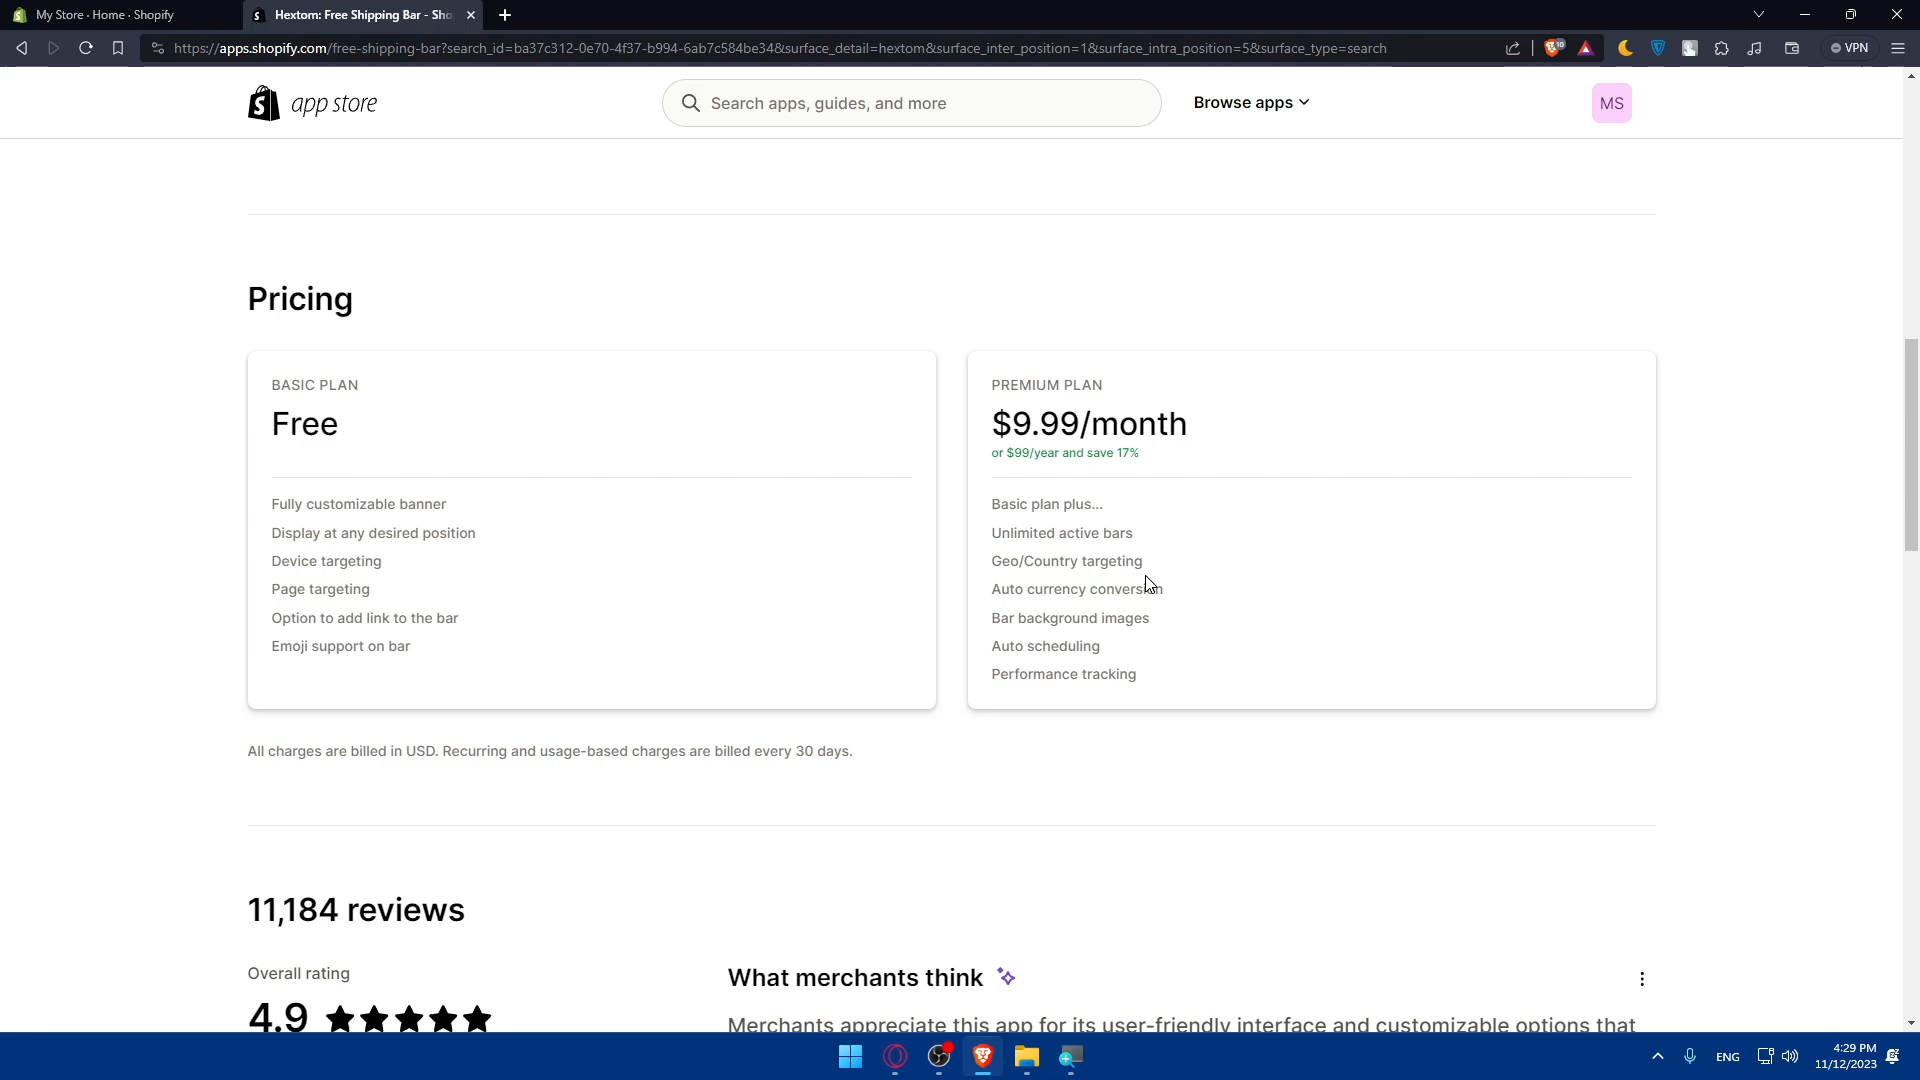 My Store · Home · Shopify
Hextom: Free Shipping Bar - Sho
https://apps.shopify.com/free-shipping-bar?search_id=ba37c312-0e70-4f37-b994-6ab7c584be34&surface_detail=hextom&surface_inter_position=1&surface_intra_position=5&surface_type=search
10
VPN
app store
Search apps, guides, and more
Browse apps
MS
Pricing
BASIC PLAN
Free
Fully customizable banner
Display at any desired position
Device targeting
Page targeting
Option to add link to the bar
Emoji support on bar
PREMIUM PLAN
$9.99/month
or $99/year and save 17%
Basic plan plus...
Unlimited active bars
Geo/Country targeting
Auto currency conversion
Bar background images
Auto scheduling
Performance tracking
All charges are billed in USD. Recurring and usage-based charges are billed every 30 days.
11,184 reviews
Overall rating
4.9
What merchants think
Merchants appreciate this app for its user-friendly interface and customizable options that
ENG
4:29 PM
11/12/2023